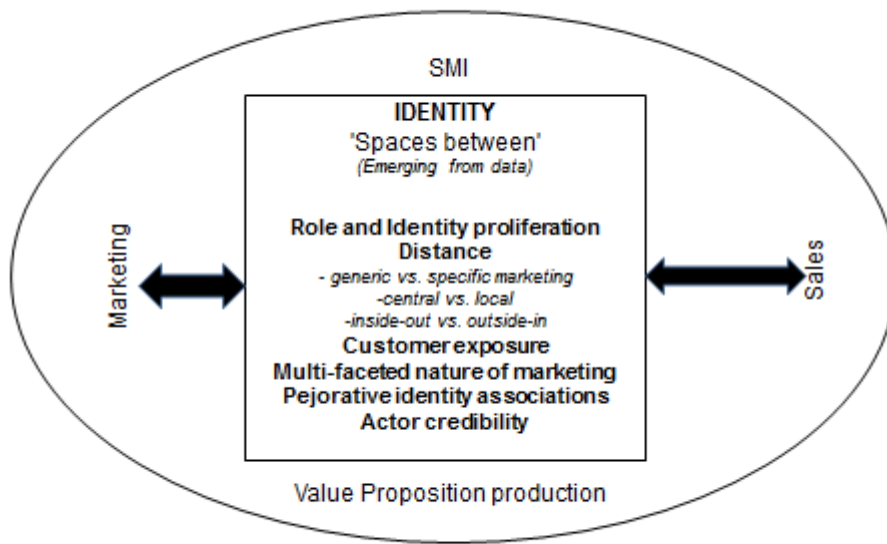 SMI
IDENTITY
'Spaces between'
(Emerging from data)
Role and Identity proliferation
Distance
- generic vs. specific marketing
-central vs. local
-inside-out vs. outside-in
Customer exposure
Multi-faceted nature of marketing
Pejorative identity associations
Actor credibility
Marketing
Sales
Value Proposition production